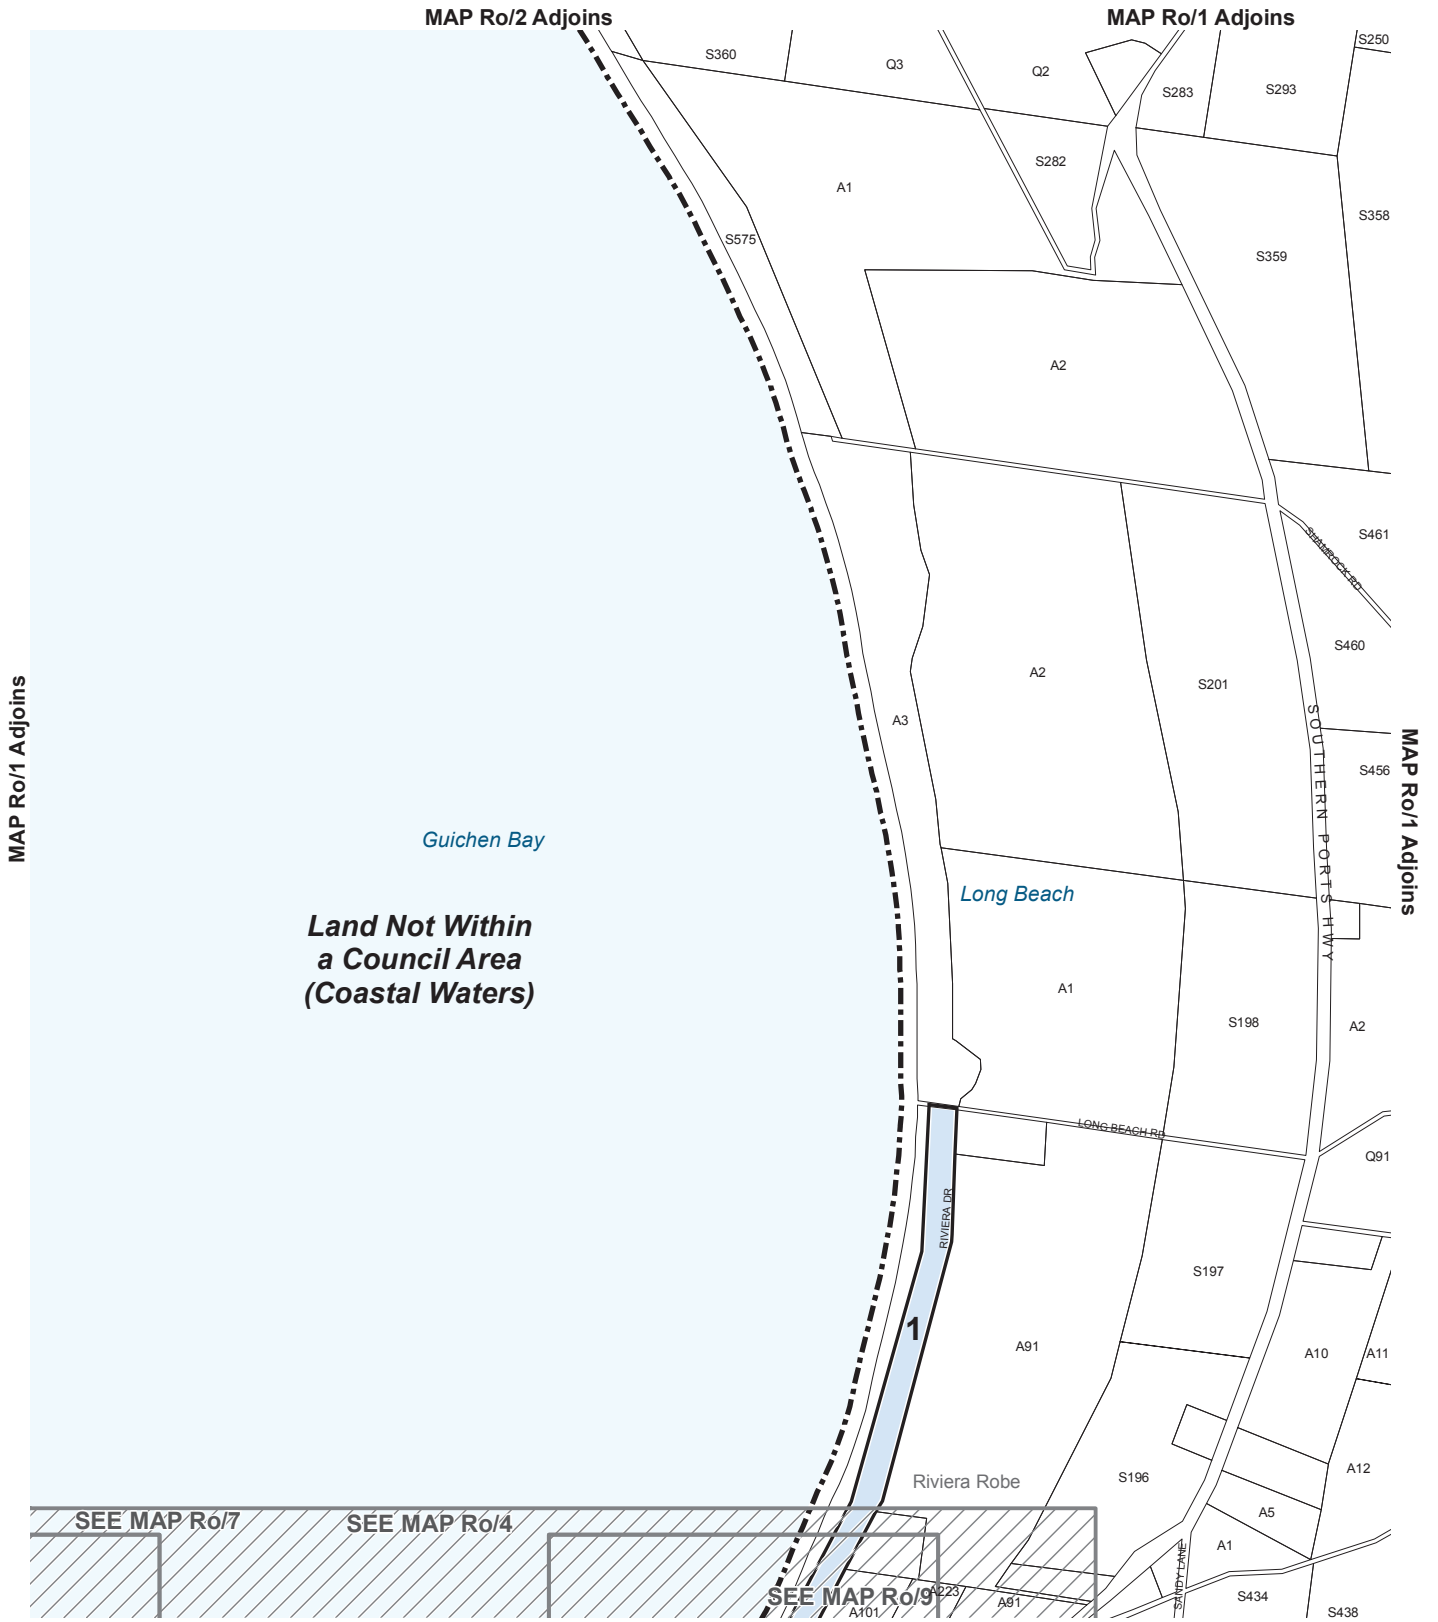 MAP Ro/2 Adjoins
MAP Ro/1 Adjoins
S250
S360
Q3
Q2
S283
S293
S282
A1
S358
S575
S359
A2
S461
SHAMROCK RD
S460
A2
S201
A3
SOUTHERN PORTS HWY
S456
MAP Ro/1 Adjoins
MAP Ro/1 Adjoins
Guichen Bay
Long Beach
Land Not Within
a Council Area
(Coastal Waters)
A1
S198
A2
LONG BEACH RD
Q91
RIVIERA DR
S197
1
A91
A10
A11
Riviera Robe
S196
A12
A5
SEE MAP Ro/7
SEE MAP Ro/4
A1
SANDY LANE
SEE MAP Ro/9
A223
A101
A91
S434
S438